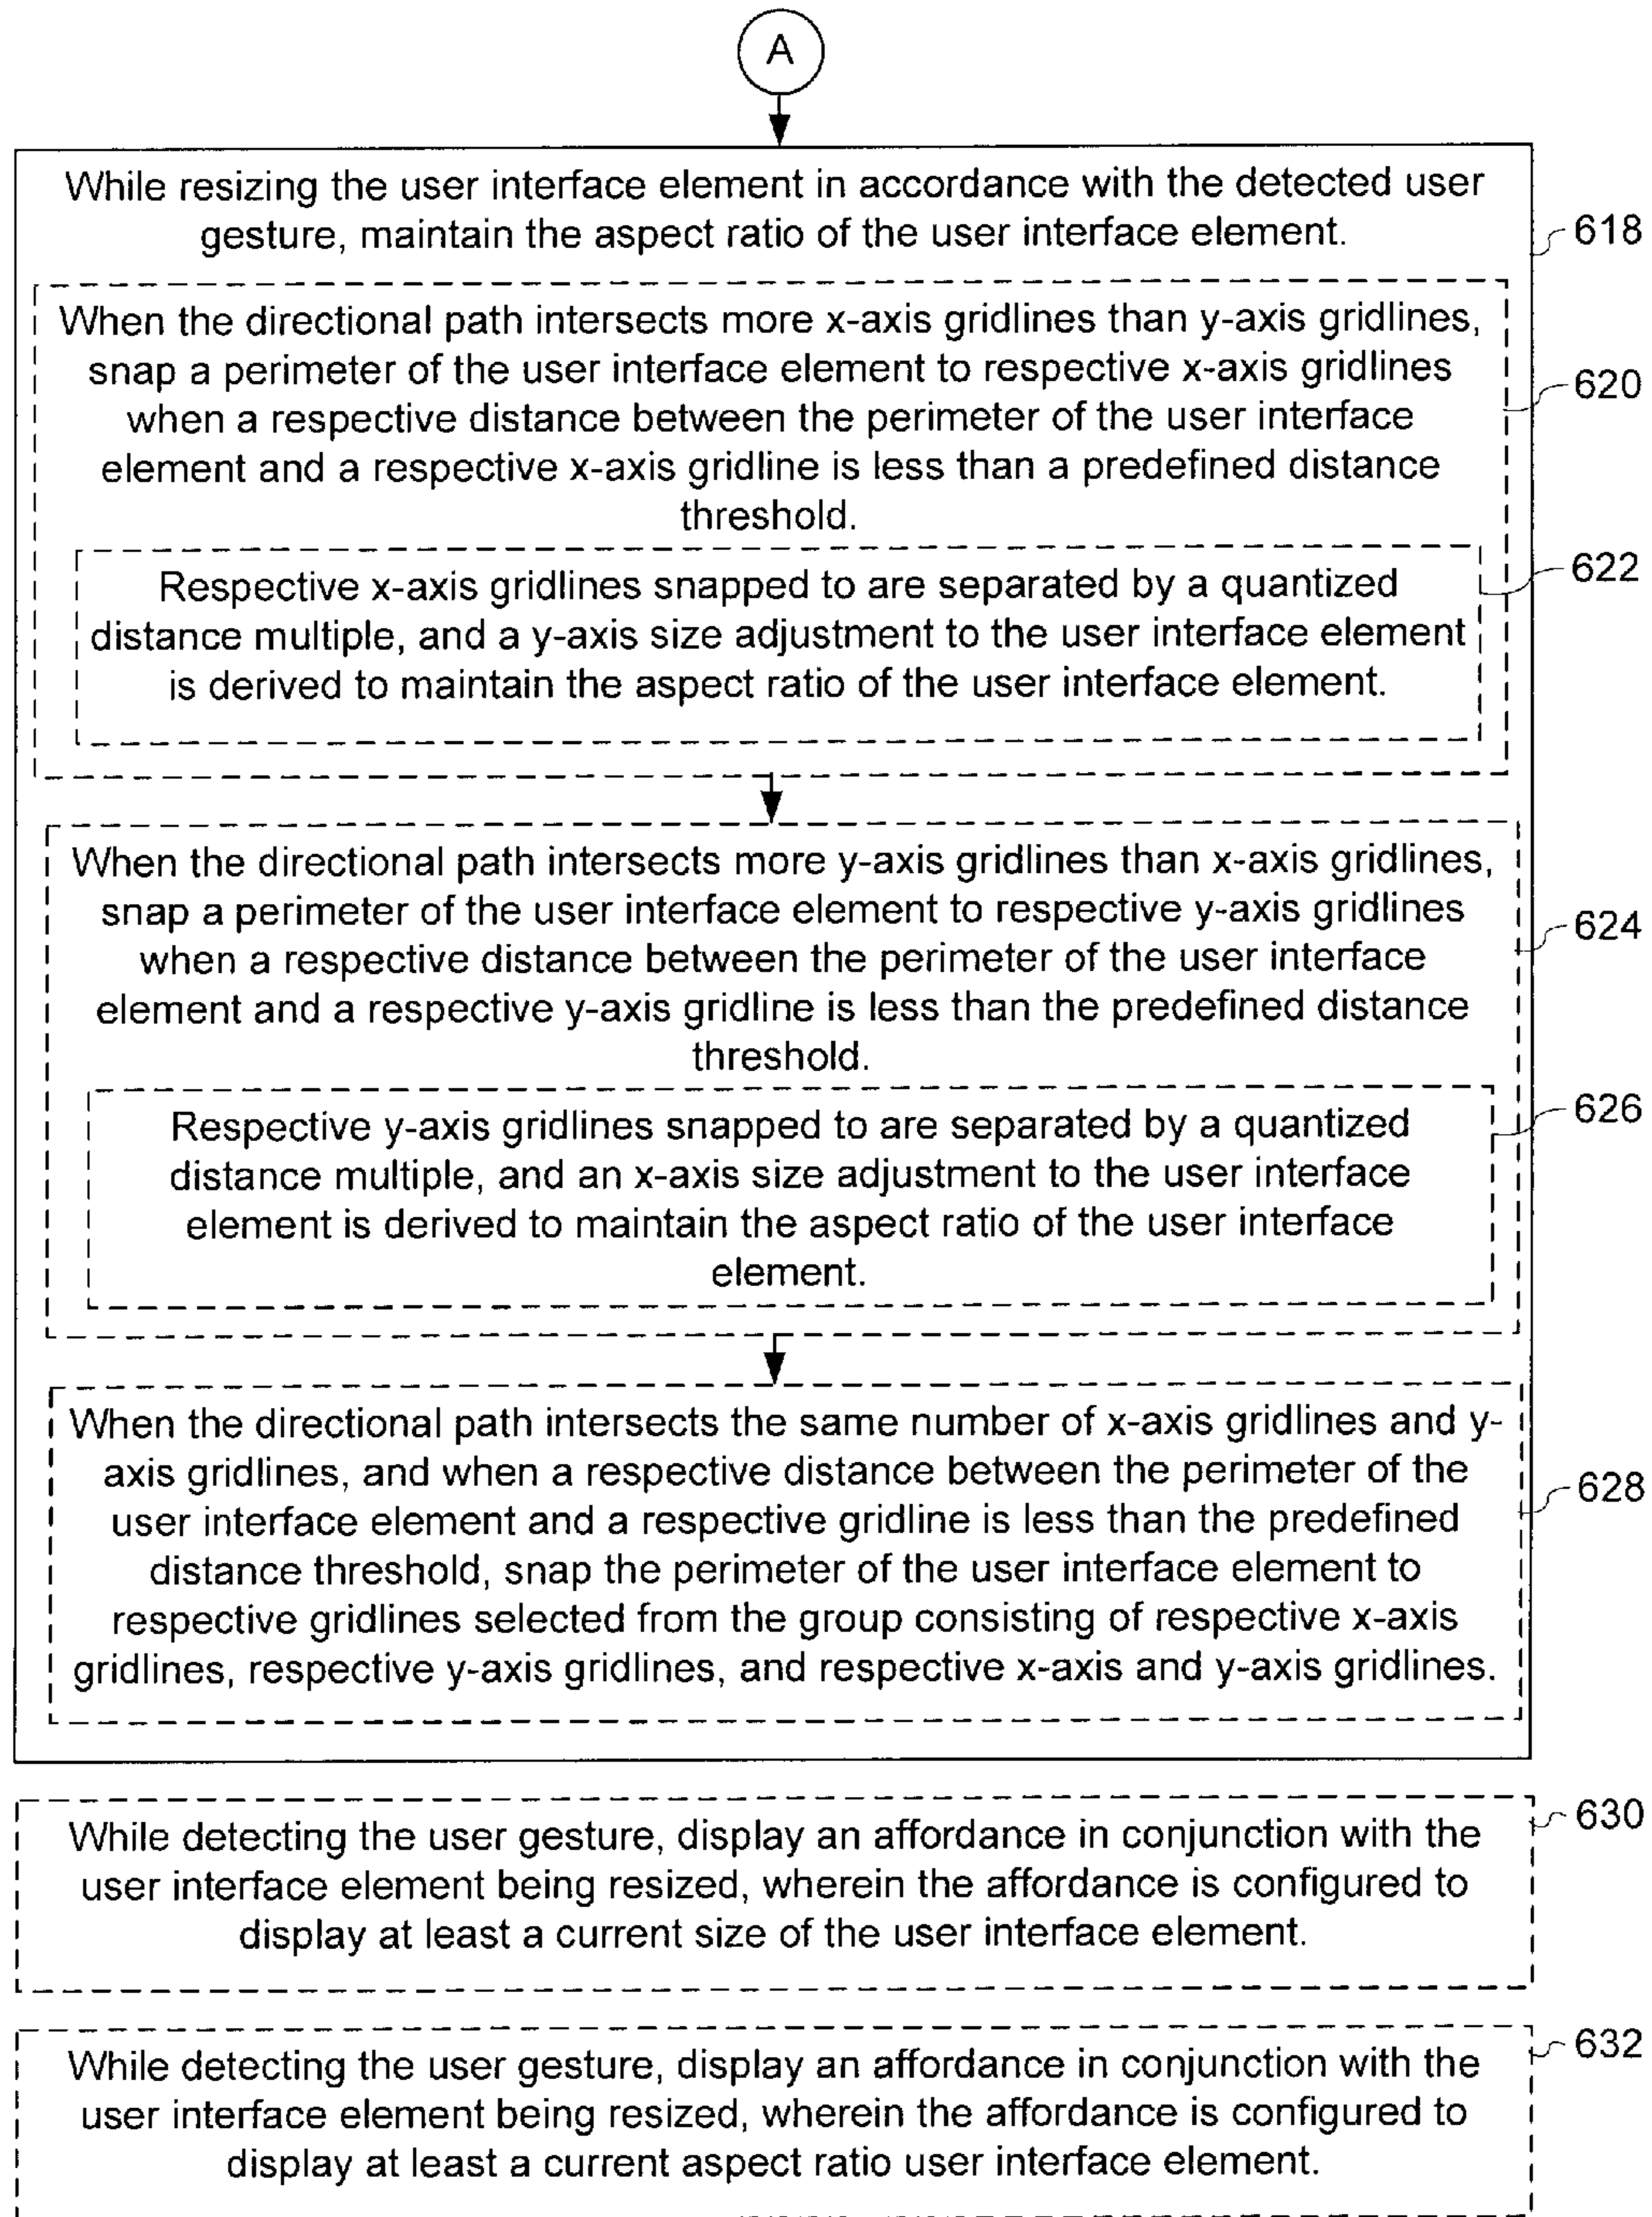 A
While resizing the user interface element in accordance with the detected user
gesture, maintain the aspect ratio of the user interface element.
618
When the directional path intersects more x-axis gridlines than y-axis gridlines,
snap a perimeter of the user interface element to respective x-axis gridlines
when a respective distance between the perimeter of the user interface
element and a respective x-axis gridline is less than a predefined distance
threshold.
620
Respective x-axis gridlines snapped to are separated by a quantized
distance multiple, and a y-axis size adjustment to the user interface element
is derived to maintain the aspect ratio of the user interface element.
622
When the directional path intersects more y-axis gridlines than x-axis gridlines,
snap a perimeter of the user interface element to respective y-axis gridlines
when a respective distance between the perimeter of the user interface
element and a respective y-axis gridline is less than the predefined distance
threshold.
624
Respective y-axis gridlines snapped to are separated by a quantized
distance multiple, and an x-axis size adjustment to the user interface
element is derived to maintain the aspect ratio of the user interface
element.
626
When the directional path intersects the same number of x-axis gridlines and y-
axis gridlines, and when a respective distance between the perimeter of the
user interface element and a respective gridline is less than the predefined
distance threshold, snap the perimeter of the user interface element to
respective gridlines selected from the group consisting of respective x-axis
gridlines, respective y-axis gridlines, and respective x-axis and y-axis gridlines.
628
While detecting the user gesture, display an affordance in conjunction with the
user interface element being resized, wherein the affordance is configured to
display at least a current size of the user interface element.
630
While detecting the user gesture, display an affordance in conjunction with the
user interface element being resized, wherein the affordance is configured to
display at least a current aspect ratio user interface element.
632